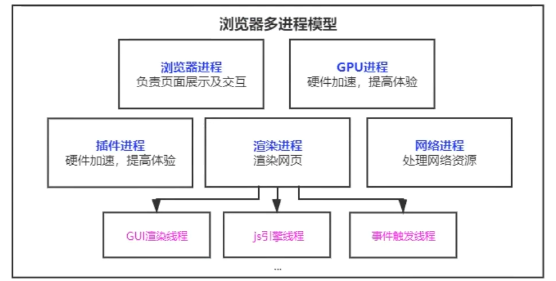 浏览器多进程模型
浏览器进程
负责页面展示及交互
GPU进程
硬件加速，提高体验
插件进程
硬件加速，提高体验
渲染进程
渲染网页
网络进程
处理网络资源
GUI渲染线程
js引擎线程
事件触发线程
...